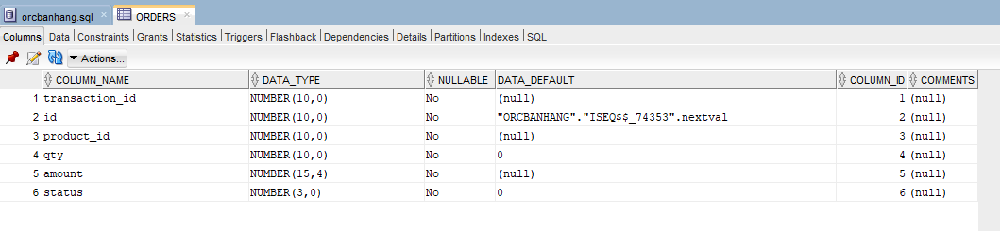 orcbanhang.sql ORDERS
Columns Data Constraints Grants Statistics Triggers Flashback Dependencies Details Partitions Indexes SQL
Actions...
COLUMN_NAME DATA_TYPE NULLABLE DATA_DEFAULT COLUMN_ID COMMENTS
1 transaction_id NUMBER(10,0) No (null) 1 (null)
2 id NUMBER(10,0) No "ORCBANHANG"."ISEQ$$_74353".nextval 2 (null)
3 product_id NUMBER(10,0) No (null) 3 (null)
4 qty NUMBER(10,0) No 0 4 (null)
5 amount NUMBER(15,4) No (null) 5 (null)
6 status NUMBER(3,0) No 0 6 (null)